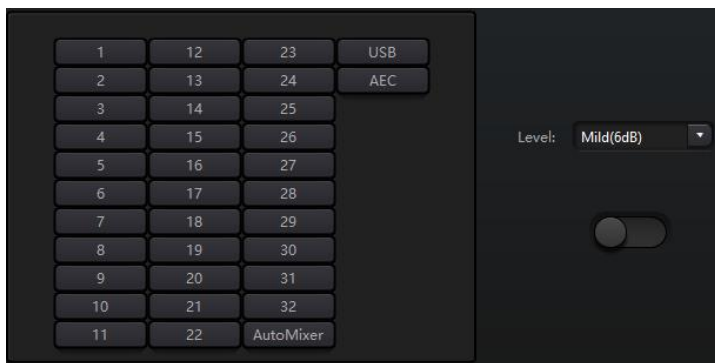 1 12 23 USB
2 13 24 AEC
3 14 25
4 15 26 Level: Mild(6dB)
5 16 27
6 17 28
7 18 29
8 19 30
9 20 31
10 21 32
11 22 AutoMixer